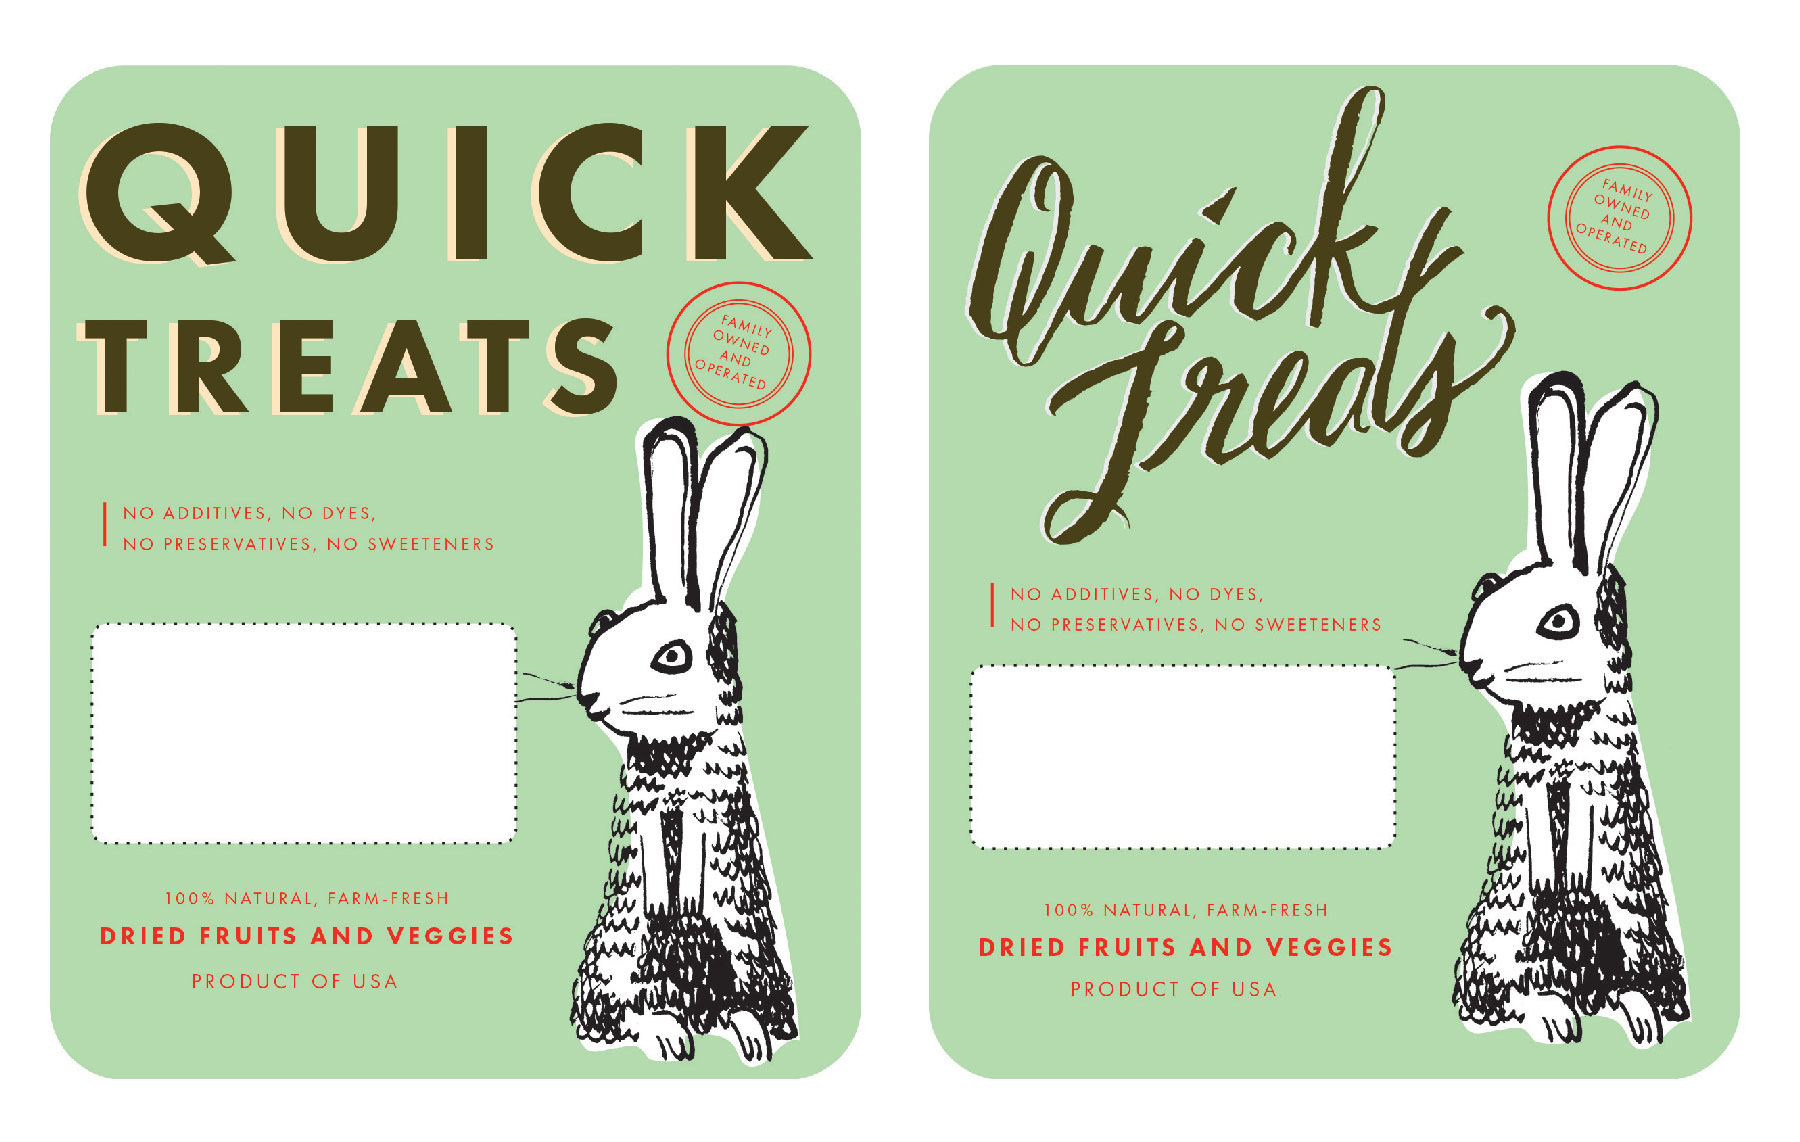 QUICK
TREATS
FAMILY
OWNED
AND
OPERATED
NO ADDITIVES, NO DYES,
NO PRESERVATIVES, NO SWEETENERS
100% NATURAL, FARM-FRESH
DRIED FRUITS AND VEGGIES
PRODUCT OF USA
Quick
Treats
FAMILY
OWNED
AND
OPERATED
NO ADDITIVES, NO DYES,
NO PRESERVATIVES, NO SWEETENERS
100% NATURAL, FARM-FRESH
DRIED FRUITS AND VEGGIES
PRODUCT OF USA